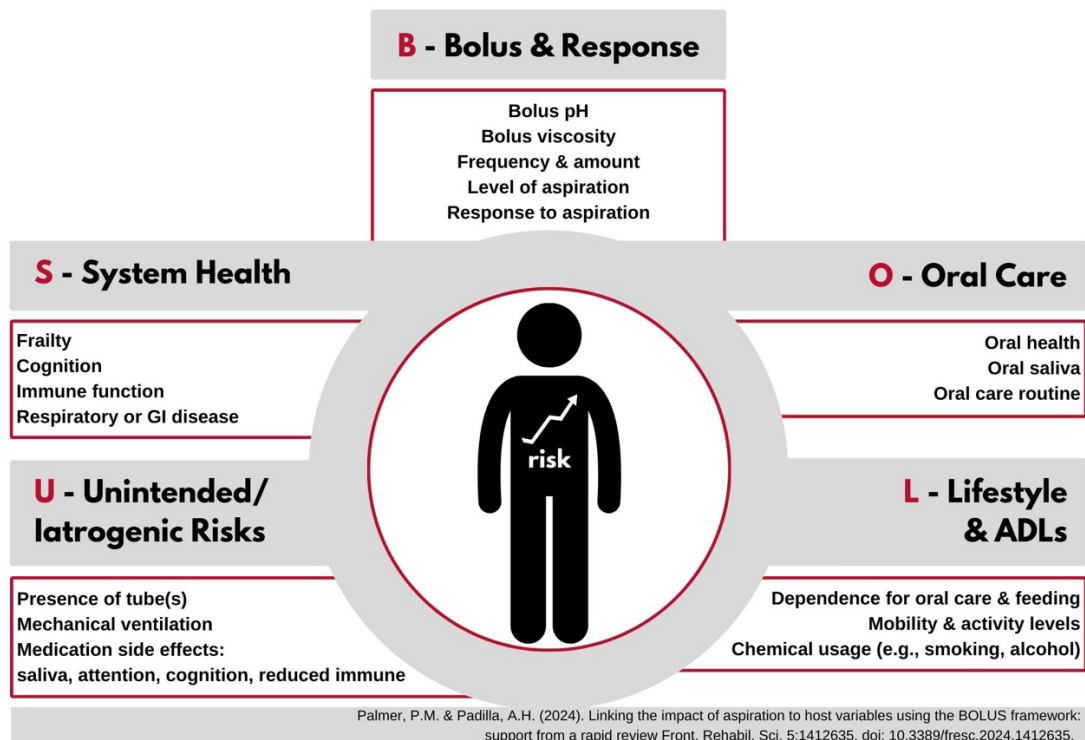 B - Bolus & Response
Bolus pH
Bolus viscosity
Frequency & amount
Level of aspiration
Response to aspiration
O - Oral Care
Oral health
Oral saliva
Oral care routine
L - Lifestyle
& ADLs
Dependence for oral care & feeding
Mobility & activity levels
Chemical usage (e.g., smoking, alcohol)
U - Unintended/
Iatrogenic Risks
Presence of tube(s)
Mechanical ventilation
Medication side effects:
saliva, attention, cognition, reduced immune
S - System Health
Frailty
Cognition
Immune function
Respiratory or GI disease
risk
Palmer, P.M. & Padilla, A.H. (2024). Linking the impact of aspiration to host variables using the BOLUS framework:
support from a rapid review Front. Rehabil. Sci. 5:1412635. doi: 10.3389/fresc.2024.1412635.